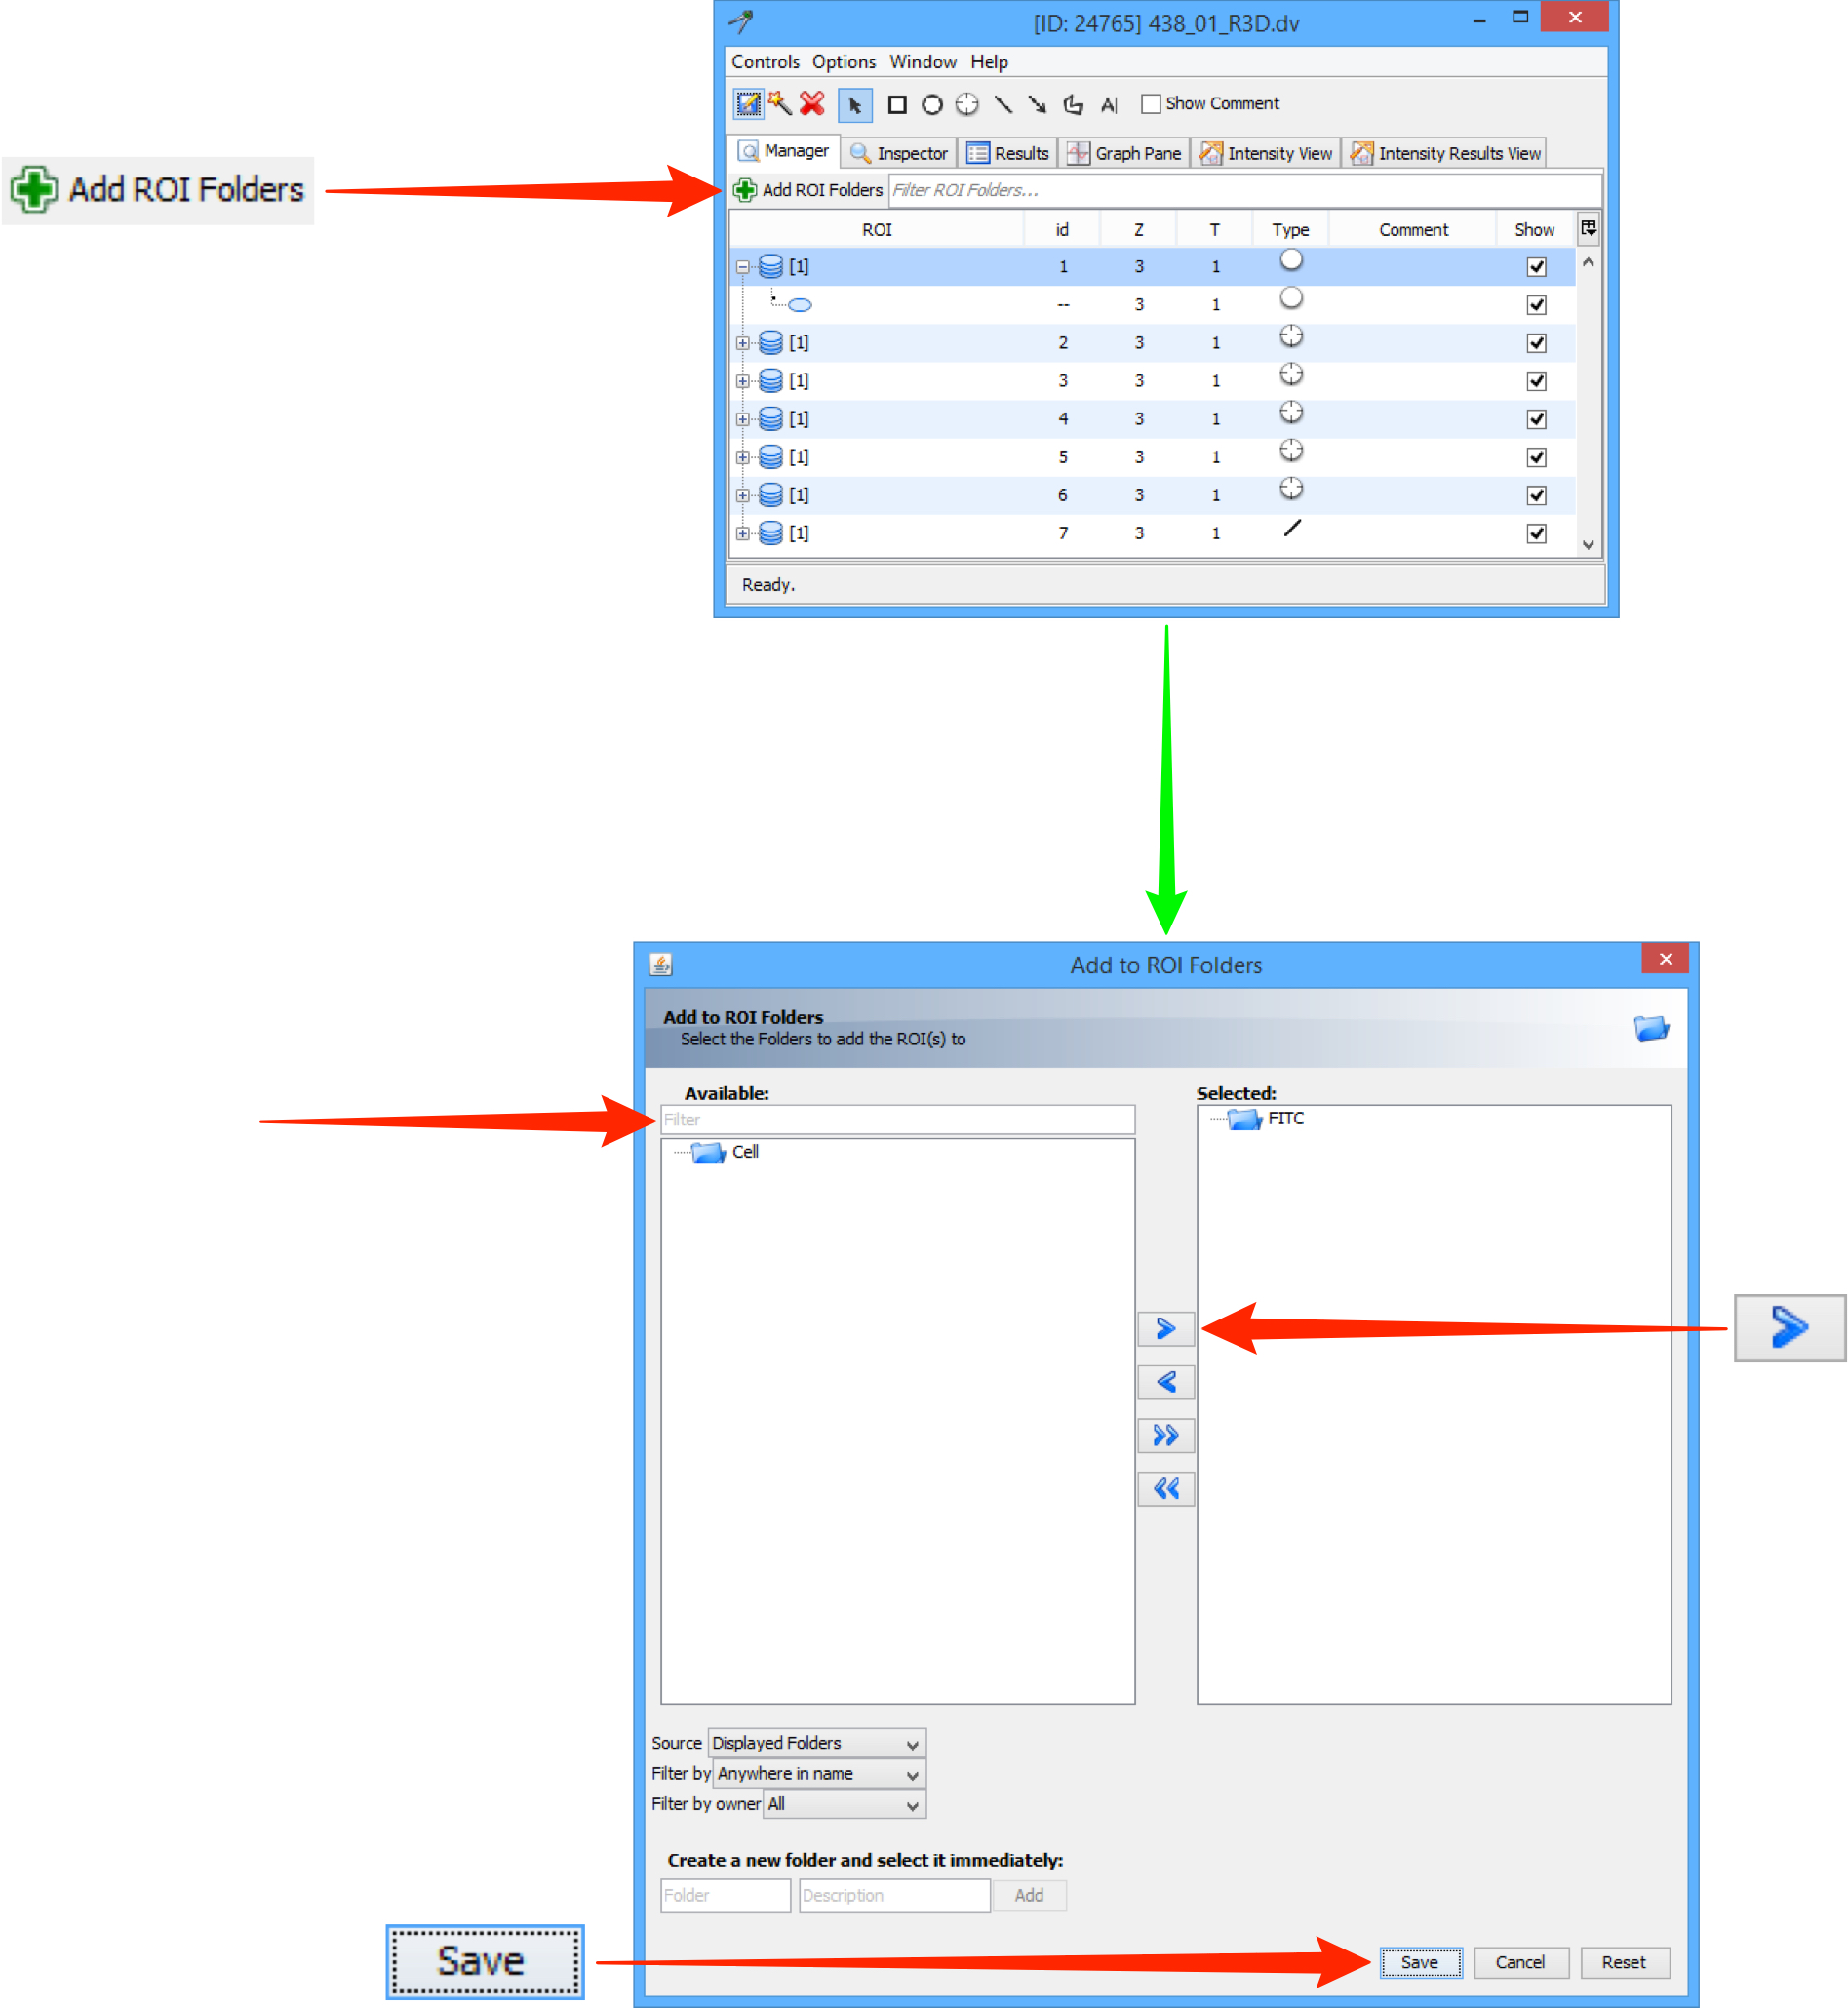 [ID: 24765] 438_01_R3D.dv
Controls Options Window Help
Show Comment
Manager Inspector Results Graph Pane Intensity View Intensity Results View
Add ROI Folders
Add ROI Folders Filter ROI Folders...
ROI id Z T Type Comment Show
[1] 1 3 1
-- 3 1
[1] 2 3 1
[1] 3 3 1
[1] 4 3 1
[1] 5 3 1
[1] 6 3 1
[1] 7 3 1
Ready.
Add to ROI Folders
Add to ROI Folders
Select the Folders to add the ROI(s) to
Available: Selected:
Filter
FITC
Cell
Source Displayed Folders
Filter by Anywhere in name
Filter by owner All
Create a new folder and select it immediately:
Folder Description Add
Save
Save Cancel Reset